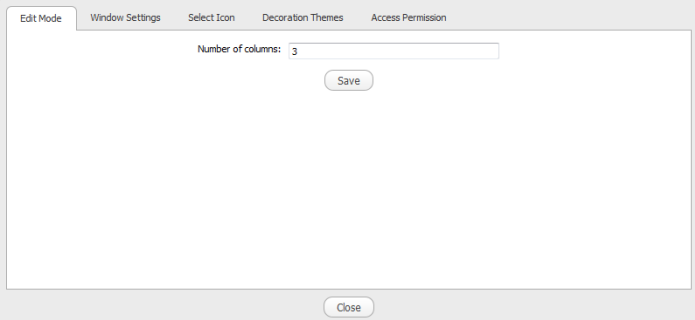 Edit Mode Window Settings Select Icon Decoration Themes Access Permission
Number of columns: 3
Save
Close